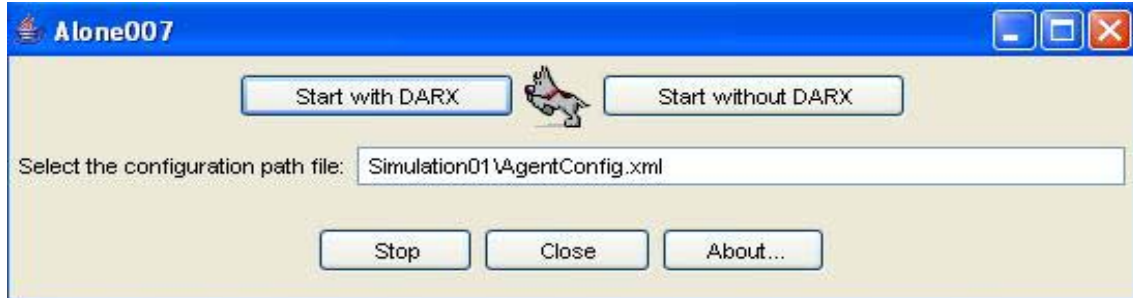 Alone007
Start with DARX Start without DARX
Select the configuration path file: Simulation01\AgentConfig.xml
Stop Close About...